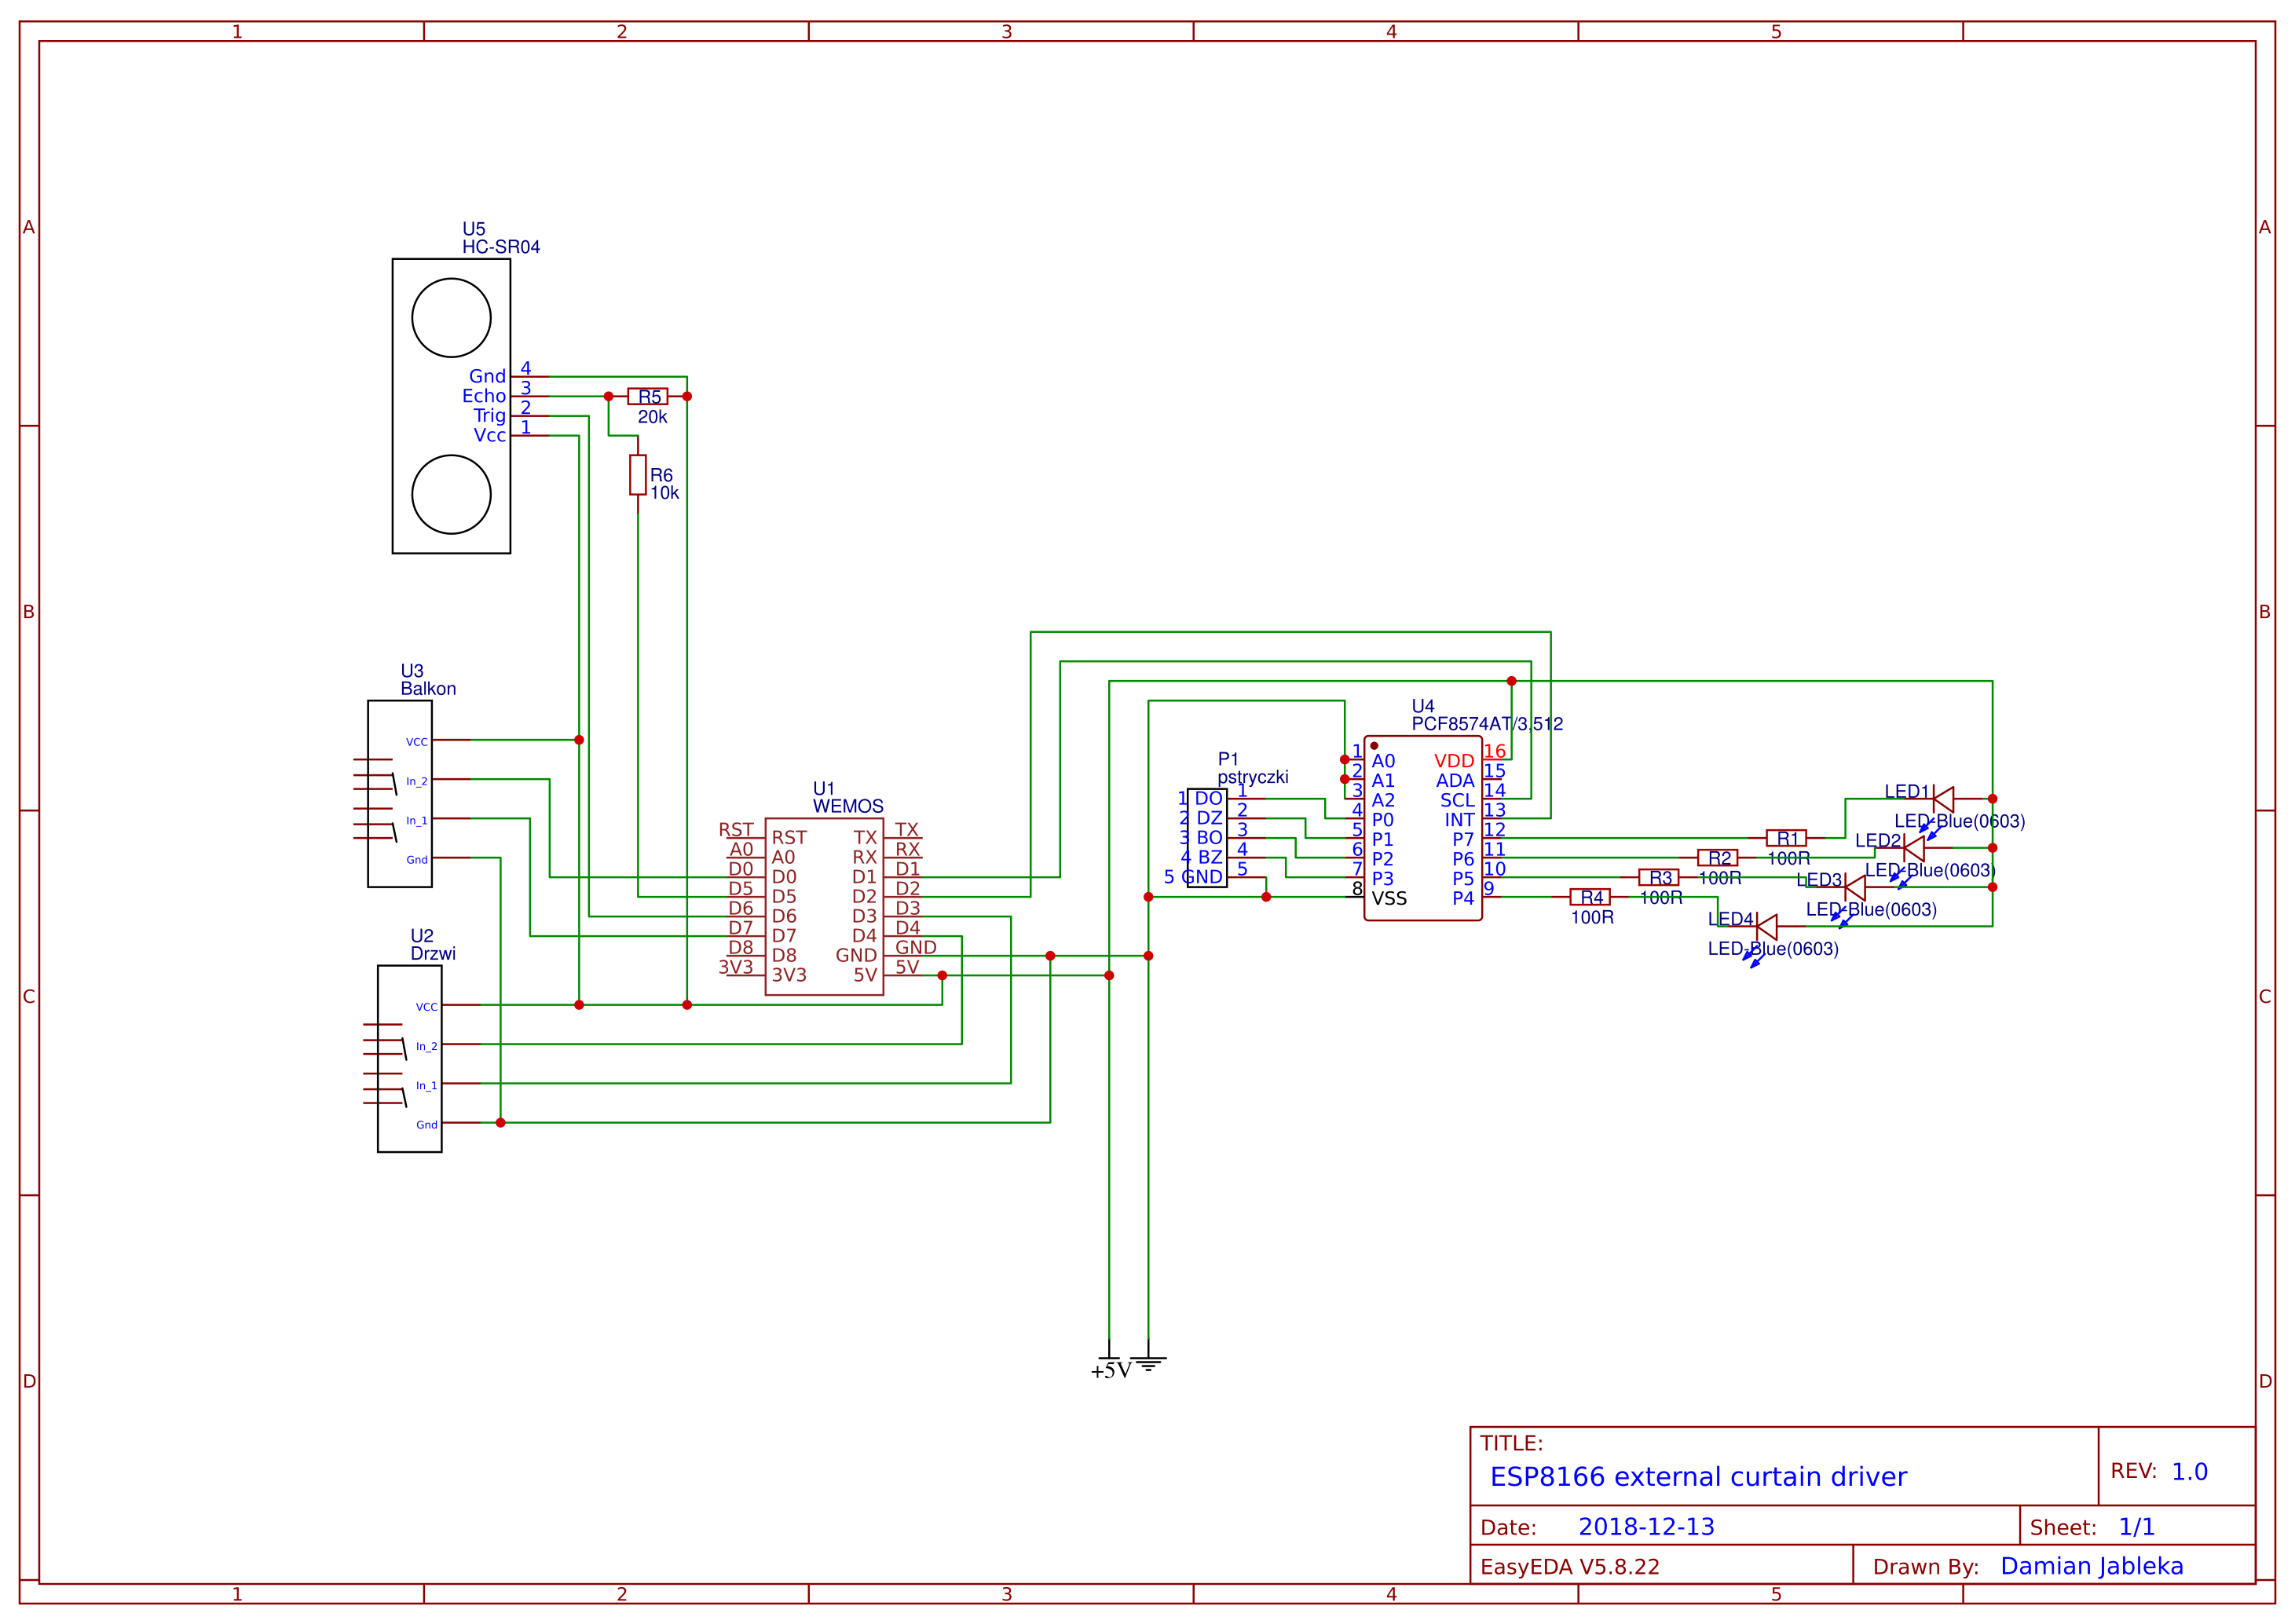 1 2 3 4 5
A A
B B
C C
D D
1 2 3 4 5
U5
HC-SR04
Gnd 4
Echo 3
Trig 2
Vcc 1
R5
20k
R6
10k
U3
Balkon
VCC
In_2
In_1
Gnd
U2
Drzwi
VCC
In_2
In_1
Gnd
U1
WEMOS
RST RST TX TX
A0 A0 RX RX
D0 D0 D1 D1
D5 D5 D2 D2
D6 D6 D3 D3
D7 D7 D4 D4
D8 D8 GND GND
3V3 3V3 5V 5V
P1
pstryczki
1 DO 1
2 DZ 2
3 BO 3
4 BZ 4
5 GND 5
U4
PCF8574AT/3,512
1 A0 VDD 16
2 A1 ADA 15
3 A2 SCL 14
4 P0 INT 13
5 P1 P7 12
6 P2 P6 11
7 P3 P5 10
8 VSS P4 9
R1
100R
R2
100R
R3
100R
R4
100R
LED1
LED-Blue(0603)
LED2
LED-Blue(0603)
LED3
LED-Blue(0603)
LED4
LED-Blue(0603)
+5V
TITLE:
ESP8166 external curtain driver
REV: 1.0
Date: 2018-12-13
Sheet: 1/1
EasyEDA V5.8.22
Drawn By: Damian Jableka